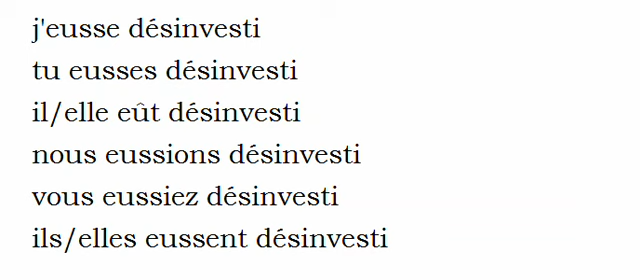 j'eusse désinvesti
tu eusses désinvesti
il/elle eût désinvesti
nous eussions désinvesti
vous eussiez désinvesti
ils/elles eussent désinvesti